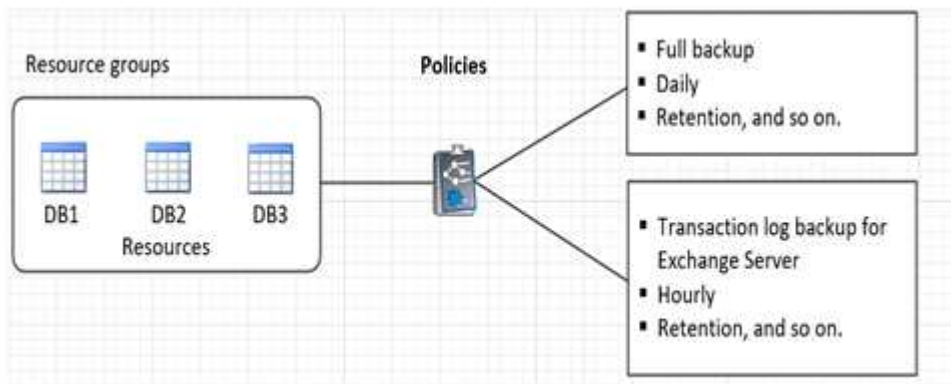 Resource groups
DB1
DB2
DB3
Resources
Policies
▪ Full backup
▪ Daily
▪ Retention, and so on.
▪ Transaction log backup for
Exchange Server
▪ Hourly
▪ Retention, and so on.